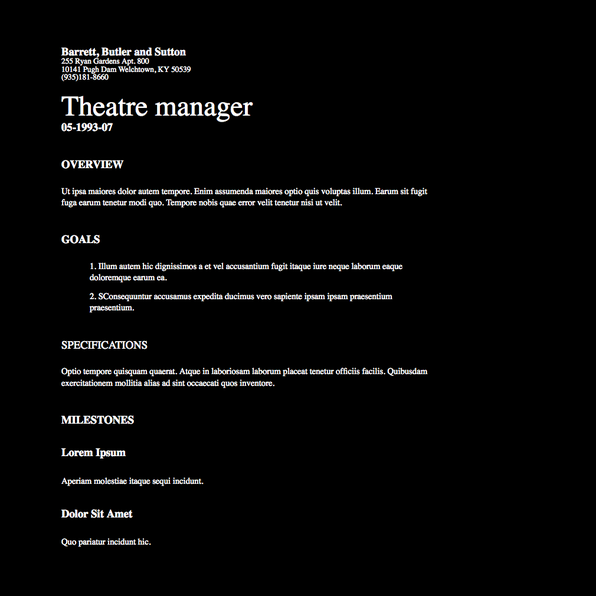 Barrett, Butler and Sutton
255 Ryan Gardens Apt. 800
10141 Pugh Dam Welchtown, KY 50539
(935)181-8660
Theatre manager
05-1993-07
OVERVIEW
Ut ipsa maiores dolor autem tempore. Enim assumenda maiores optio quis voluptas illum. Earum sit fugit
fuga earum tenetur modi quo. Tempore nobis quae error velit tenetur nisi ut velit.
GOALS
1. Illum autem hic dignissimos a et vel accusantium fugit itaque iure neque laborum eaque
doloremque earum ea.
2. SConsequuntur accusamus expedita ducimus vero sapiente ipsam ipsam praesentium
praesentium.
SPECIFICATIONS
Optio tempore quisquam quaerat. Atque in laboriosam laborum placeat tenetur officiis facilis. Quibusdam
exercitationem mollitia alias ad sint occaecati quos inventore.
MILESTONES
Lorem Ipsum
Aperiam molestiae itaque sequi incidunt.
Dolor Sit Amet
Quo pariatur incidunt hic.